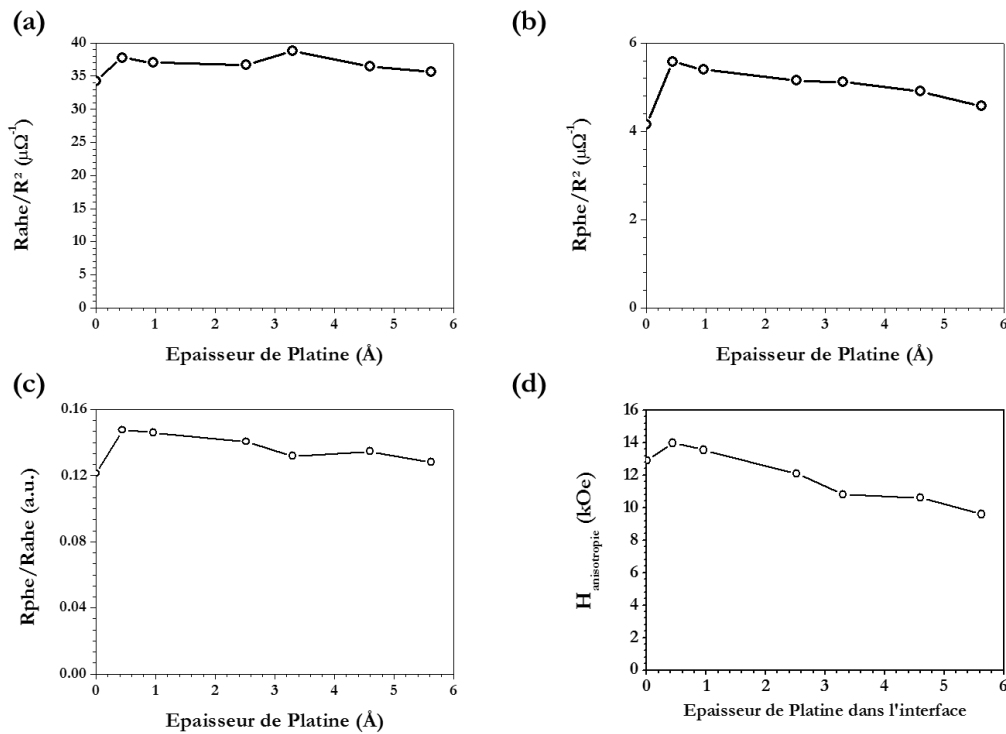 (a)
40
35
30
25
20
15
10
5
0
Rahe/R² (µΩ⁻¹)
0 1 2 3 4 5 6
Epaisseur de Platine (Å)
(b)
6
4
2
0
Rphe/R² (µΩ⁻¹)
0 1 2 3 4 5 6
Epaisseur de Platine (Å)
(c)
0.16
0.12
0.08
0.04
0.00
Rphe/Rahe (a.u.)
0 1 2 3 4 5 6
Epaisseur de Platine (Å)
(d)
16
14
12
10
8
6
4
2
0
H anisotropie (kOe)
0 1 2 3 4 5 6
Epaisseur de Platine dans l'interface